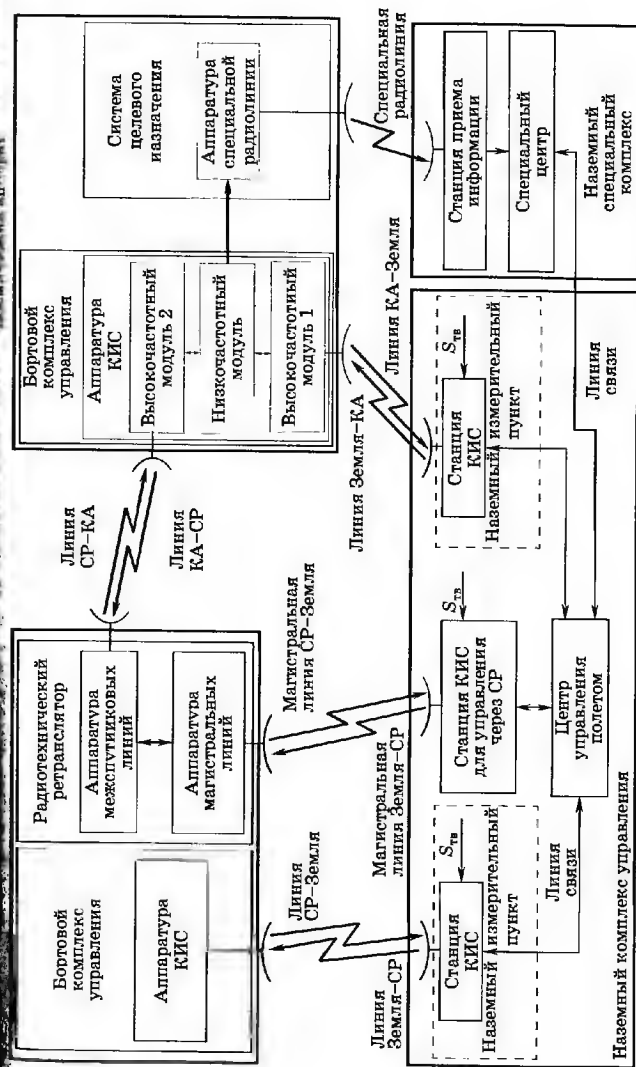 Бортовой
комплекс
управления
Аппаратура
КИС
Радиотехнический
ретранслятор
Аппаратура
межспутниковых
линий
Аппаратура
магистральных
линий
Линия
СР–КА
Линия
КА–СР
Бортовой комплекс
управления
Аппаратура
КИС
Высокочастотный
модуль 2
Низкочастотный
модуль
Высокочастотный
модуль 1
Система
целевого
назначения
Аппаратура
специальной
радиолинии
Линия
Земля–СР
Линия
СР–Земля
Магистральная
линия Земля–СР
Магистральная
линия СР–Земля
Линия Земля–КА
Линия КА–Земля
Специальная
радиолиния
Станция
КИС
Sтв
Наземный измерительный
пункт
Станция КИС
для управления
через СР
Sтв
Станция
КИС
Sтв
Наземный измерительный
пункт
Линия
связи
Центр
управления
полетом
Линия
связи
Наземный комплекс управления
Станция приема
информации
Специальный
центр
Наземный
специальный
комплекс